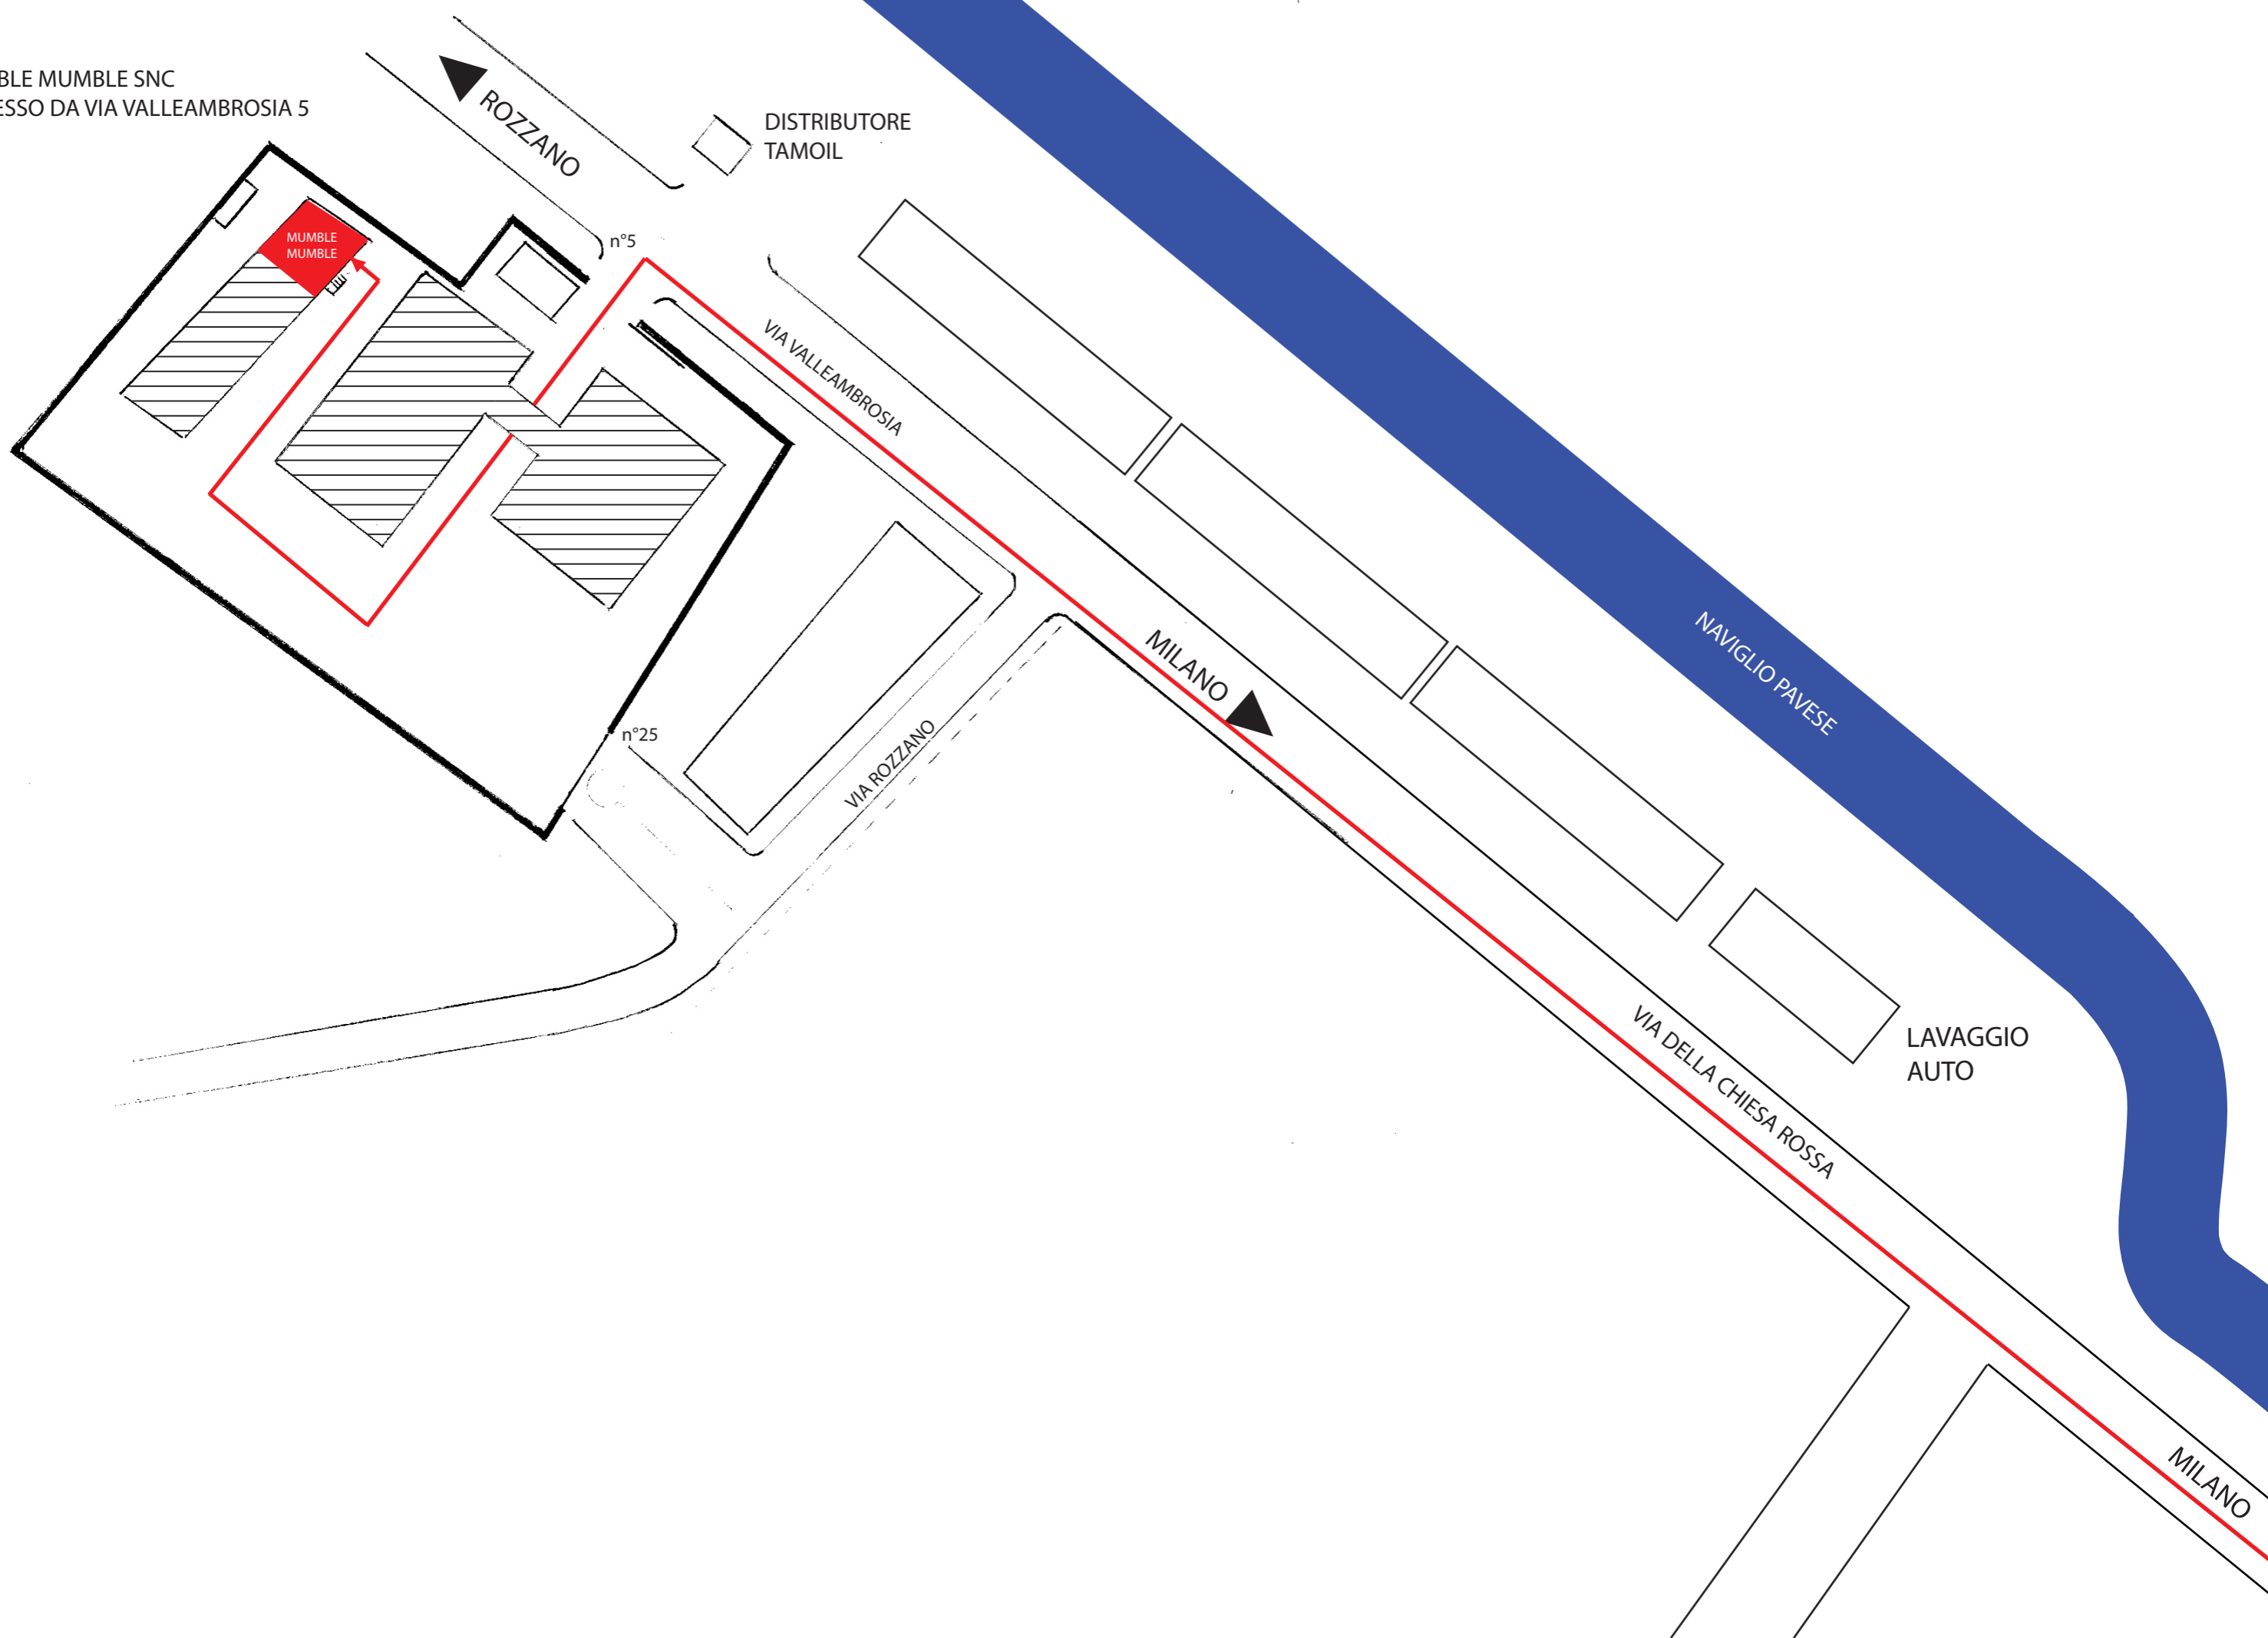 BLE MUMBLE SNC
ESSO DA VIA VALLEAMBROSIA 5
ROZZANO
DISTRIBUTORE
TAMOIL
MUMBLE
MUMBLE
n°5
VIA VALLEAMBROSIA
MILANO
NAVIGLIO PAVESE
n°25
VIA ROZZANO
VIA DELLA CHIESA ROSSA
LAVAGGIO
AUTO
MILANO